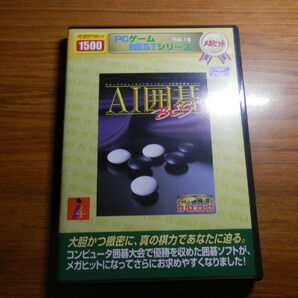 1500
PCゲーム Vol.16
BESTシリーズ
メガヒット
AI囲碁
BEST
i4
大胆かつ緻密に、真の棋力であなたに迫る。
コンピュータ囲碁大会で優勝を収めた囲碁ソフトが、
メガヒットになってさらにお求めやすくなりました!